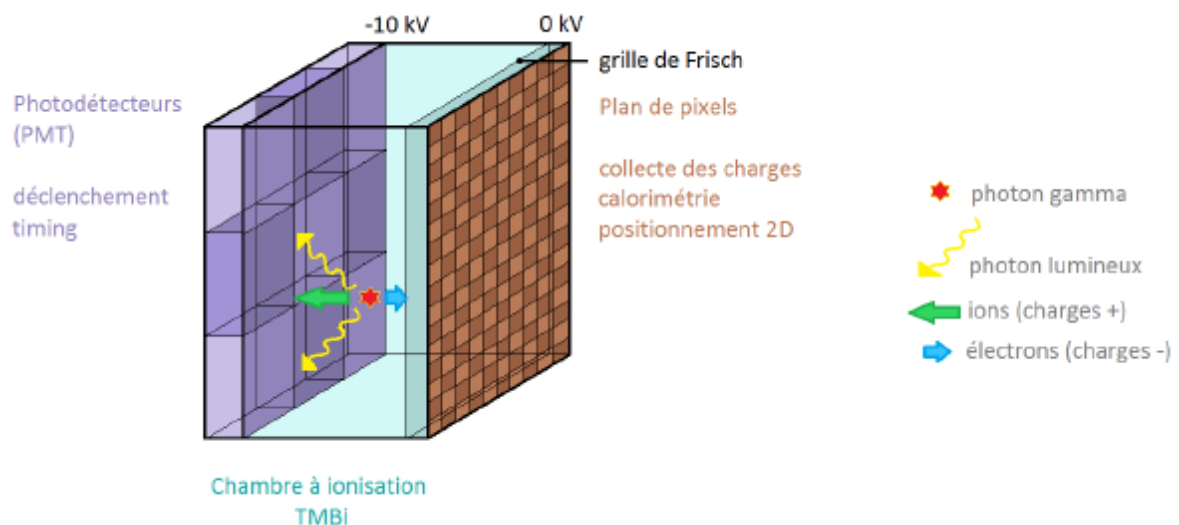 -10 kV
0 kV
grille de Frisch
Photodétecteurs
(PMT)
déclenchement
timing
Plan de pixels
collecte des charges
calorimétrie
positionnement 2D
photon gamma
photon lumineux
ions (charges +)
électrons (charges -)
Chambre à ionisation
TMBi